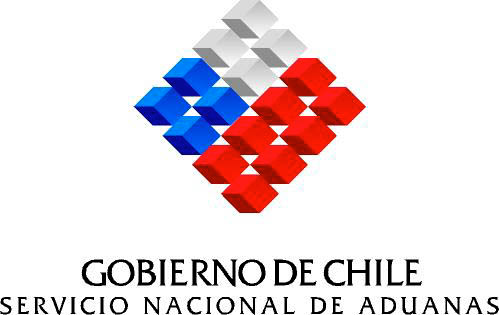 GOBIERNO DE CHILE
SERVICIO NACIONAL DE ADUANAS